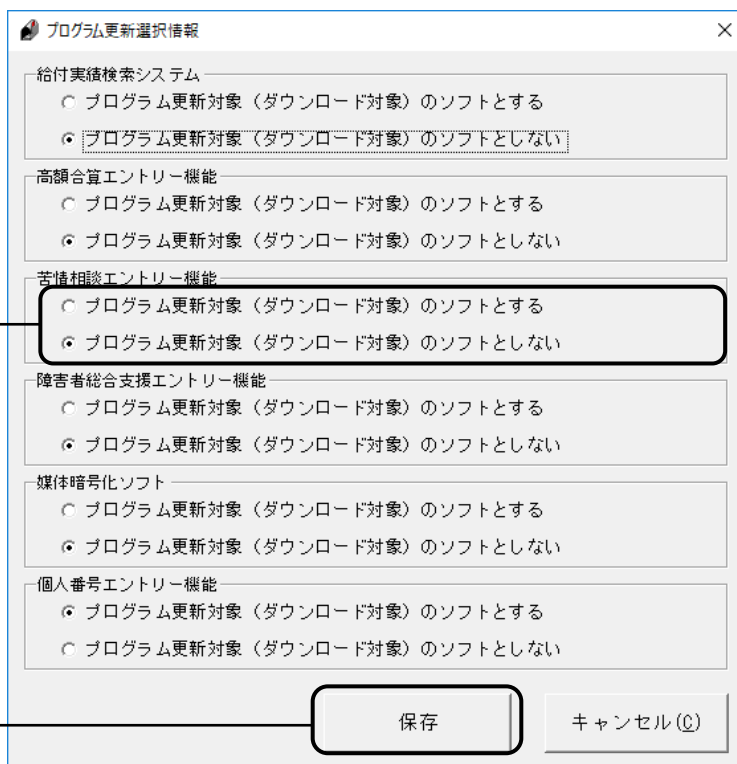 プログラム更新選択情報
給付実績検索システム
プログラム更新対象（ダウンロード対象）のソフトとする
プログラム更新対象（ダウンロード対象）のソフトとしない
高額合算エントリー機能
プログラム更新対象（ダウンロード対象）のソフトとする
プログラム更新対象（ダウンロード対象）のソフトとしない
苦情相談エントリー機能
プログラム更新対象（ダウンロード対象）のソフトとする
プログラム更新対象（ダウンロード対象）のソフトとしない
障害者総合支援エントリー機能
プログラム更新対象（ダウンロード対象）のソフトとする
プログラム更新対象（ダウンロード対象）のソフトとしない
媒体暗号化ソフト
プログラム更新対象（ダウンロード対象）のソフトとする
プログラム更新対象（ダウンロード対象）のソフトとしない
個人番号エントリー機能
プログラム更新対象（ダウンロード対象）のソフトとする
プログラム更新対象（ダウンロード対象）のソフトとしない
保存 キャンセル(C)